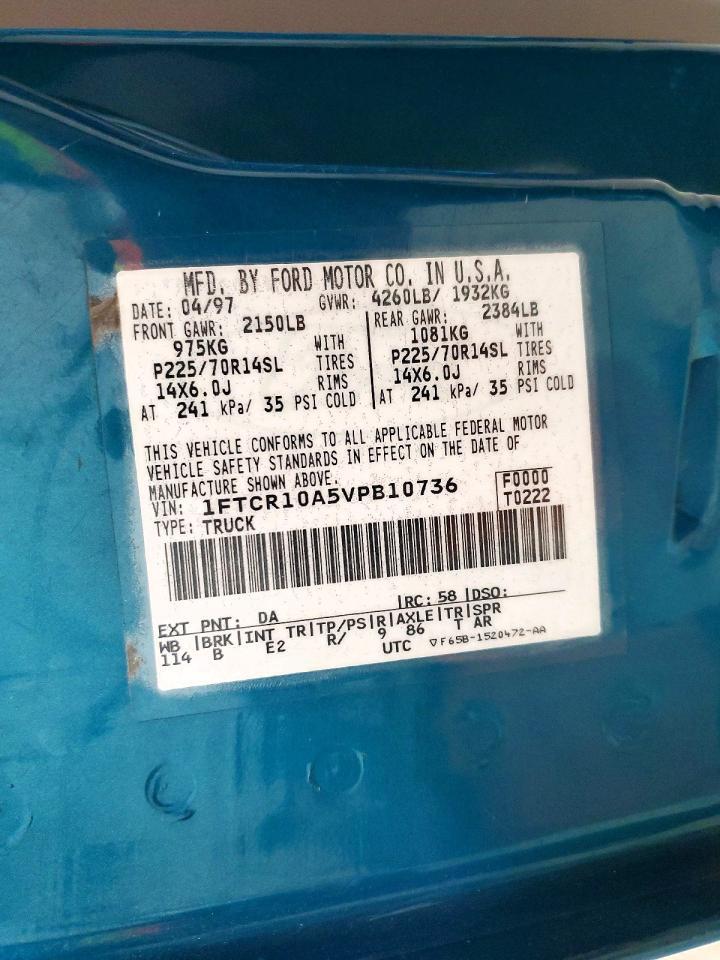 MFD. BY FORD MOTOR CO. IN U.S.A.
DATE: 04/97 GVWR: 4260LB/ 1932KG
FRONT GAWR: 2150LB REAR GAWR: 2384LB
975KG WITH 1081KG WITH
P225/70R14SL TIRES P225/70R14SL TIRES
14X6.0J RIMS 14X6.0J RIMS
AT 241 kPa/ 35 PSI COLD AT 241 kPa/ 35 PSI COLD
THIS VEHICLE CONFORMS TO ALL APPLICABLE FEDERAL MOTOR
VEHICLE SAFETY STANDARDS IN EFFECT ON THE DATE OF
MANUFACTURE SHOWN ABOVE.
VIN: 1FTCR10A5VPB10736 F0000
TYPE: TRUCK T0222
EXT PNT: DA RC: 58 DSO:
WB BRK INT TR TP/PS R AXLE TR SPR
114 B E2 R/ 9 86 T AR
UTC ▽F65B-1520472-AA